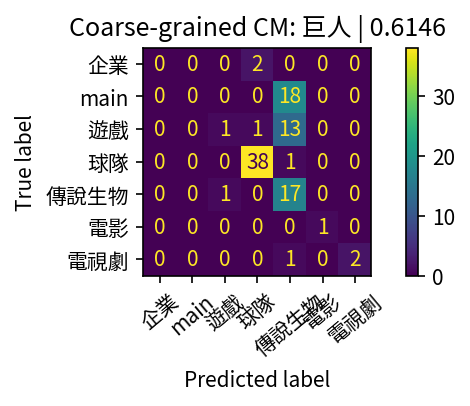 Coarse-grained CM: 巨人 | 0.6146
企業 0 0 0 2 0 0 0
main 0 0 0 0 18 0 0
遊戲 0 0 1 1 13 0 0
球隊 0 0 0 38 1 0 0
傳說生物 0 0 1 0 17 0 0
電影 0 0 0 0 0 1 0
電視劇 0 0 0 0 1 0 2
True label
企業 main 遊戲 球隊 傳說生物 電影 電視劇
Predicted label
30
20
10
0